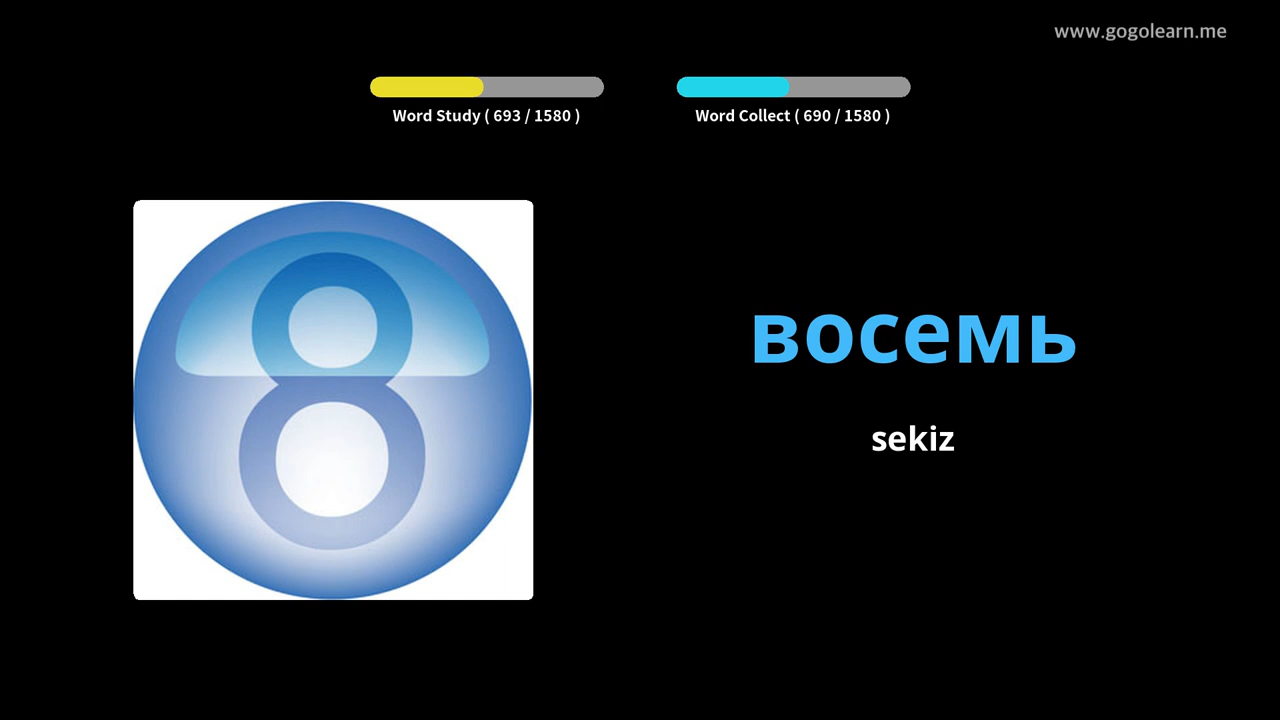 www.gogolearn.me
Word Study ( 693 / 1580 )
Word Collect ( 690 / 1580 )
8
восемь
sekiz